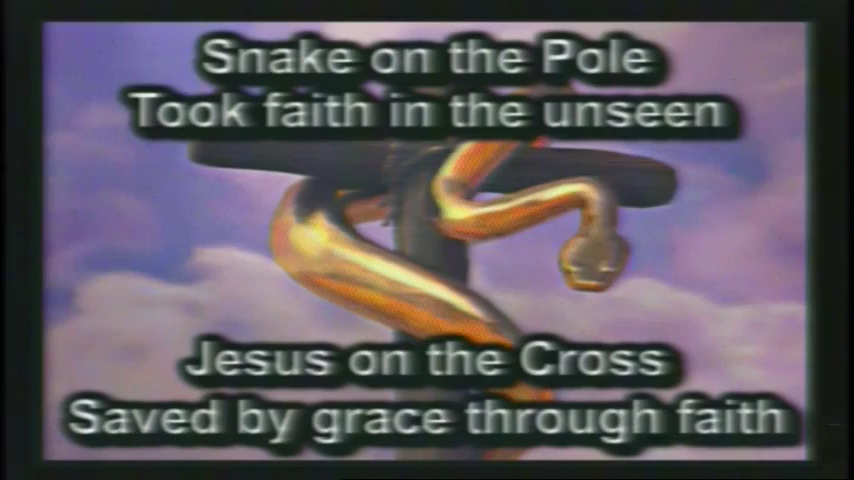 Snake on the Pole
Took faith in the unseen
Jesus on the Cross
Saved by grace through faith